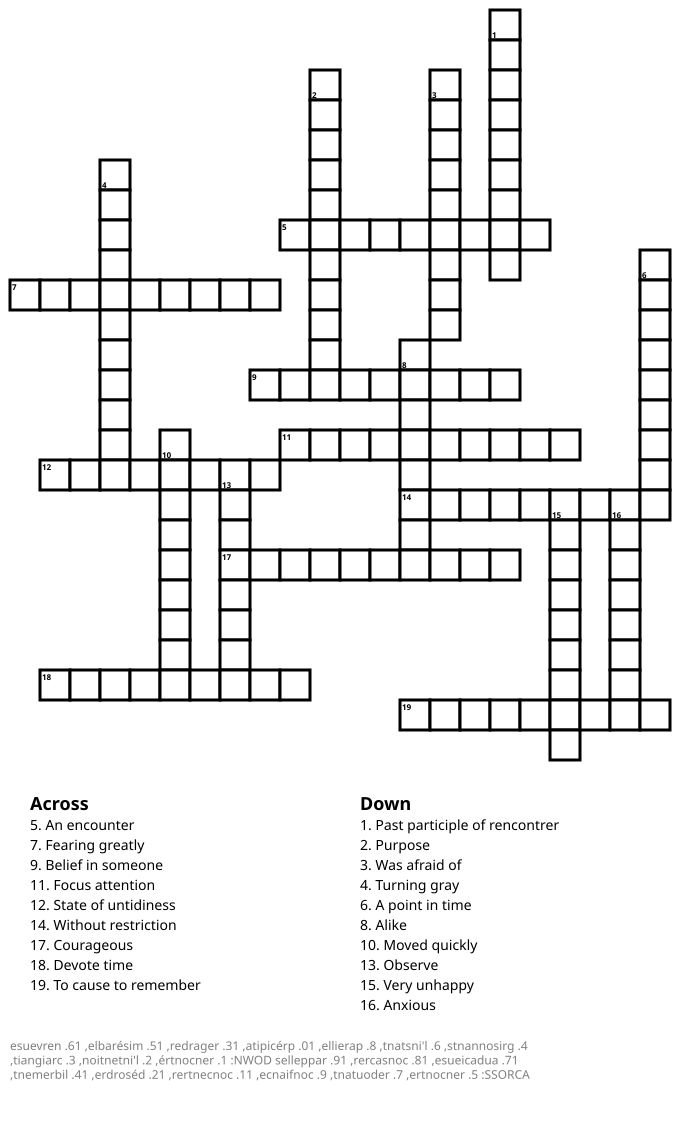 1
2 3
4
5
6
7
8
9
10
11
12
13
14
15 16
17
18
19
Across
5. An encounter
7. Fearing greatly
9. Belief in someone
11. Focus attention
12. State of untidiness
14. Without restriction
17. Courageous
18. Devote time
19. To cause to remember
Down
1. Past participle of rencontrer
2. Purpose
3. Was afraid of
4. Turning gray
6. A point in time
8. Alike
10. Moved quickly
13. Observe
15. Very unhappy
16. Anxious
esuevren .61 ,elbarésim .51 ,redrager .31 ,atipicérp .01 ,ellierap .8 ,tnatsni'l .6 ,stnannosirg .4
,tiangiarc .3 ,noitnetni'l .2 ,értnocner .1 :NWOD selleppar .91 ,rercasnoc .81 ,esueicadua .71
,tnemerbil .41 ,erdroséd .21 ,rertnecnoc .11 ,ecnaifnoc .9 ,tnatuoder .7 ,ertnocner .5 :SSORCA